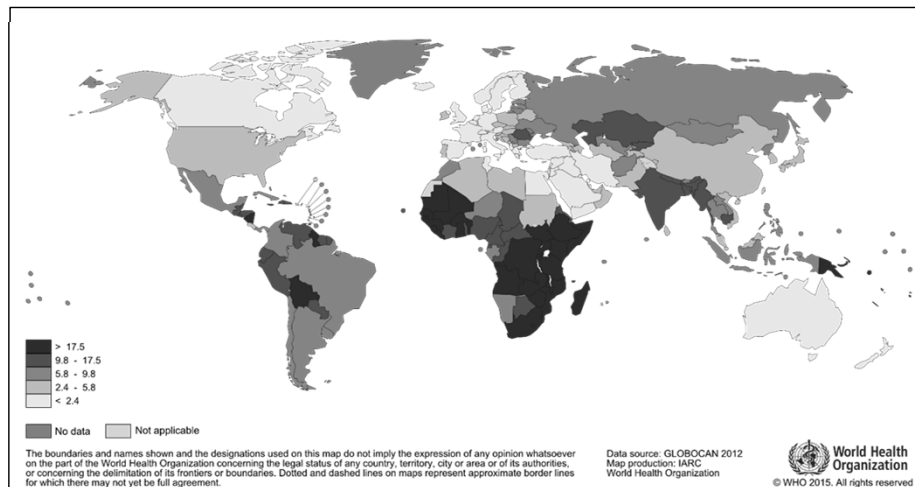 > 17.5
9.8 - 17.5
5.8 - 9.8
2.4 - 5.8
< 2.4
No data
Not applicable
The boundaries and names shown and the designations used on this map do not imply the expression of any opinion whatsoever
on the part of the World Health Organization concerning the legal status of any country, territory, city or area or of its authorities,
or concerning the delimitation of its frontiers or boundaries. Dotted and dashed lines on maps represent approximate border lines
for which there may not yet be full agreement.
Data source: GLOBOCAN 2012
Map production: IARC
World Health Organization
World Health
Organization
© WHO 2015. All rights reserved